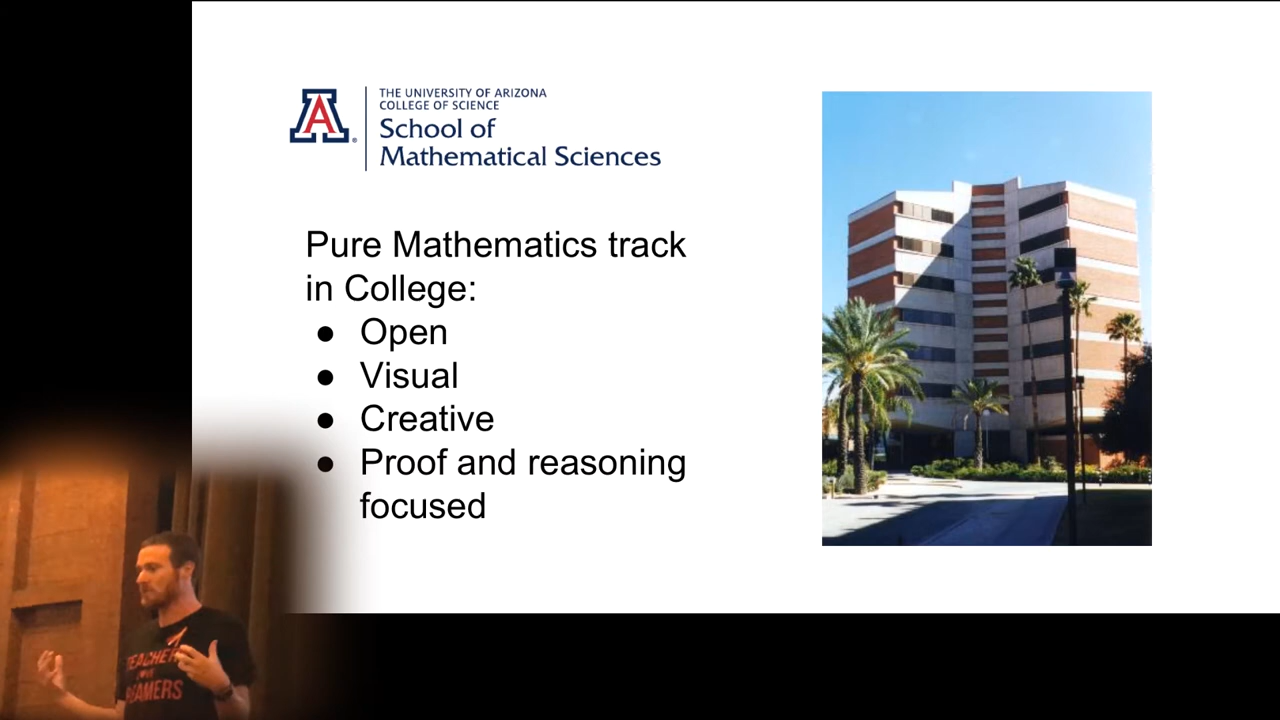 THE UNIVERSITY OF ARIZONA
COLLEGE OF SCIENCE
School of
Mathematical Sciences
A
Pure Mathematics track
in College:
● Open
● Visual
● Creative
● Proof and reasoning
focused
TEACHER